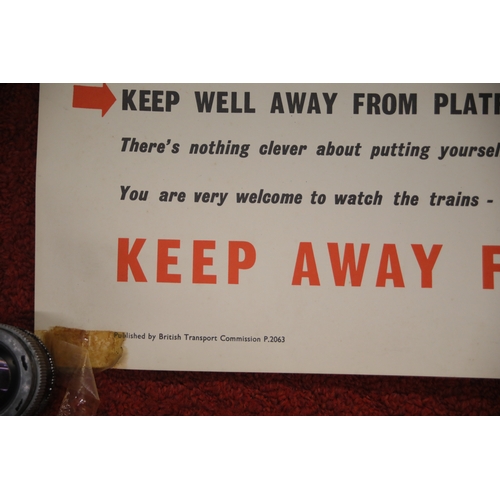 KEEP WELL AWAY FROM PLAT
There's nothing clever about putting yoursel
You are very welcome to watch the trains -
KEEP AWAY F
Published by British Transport Commission P.2063